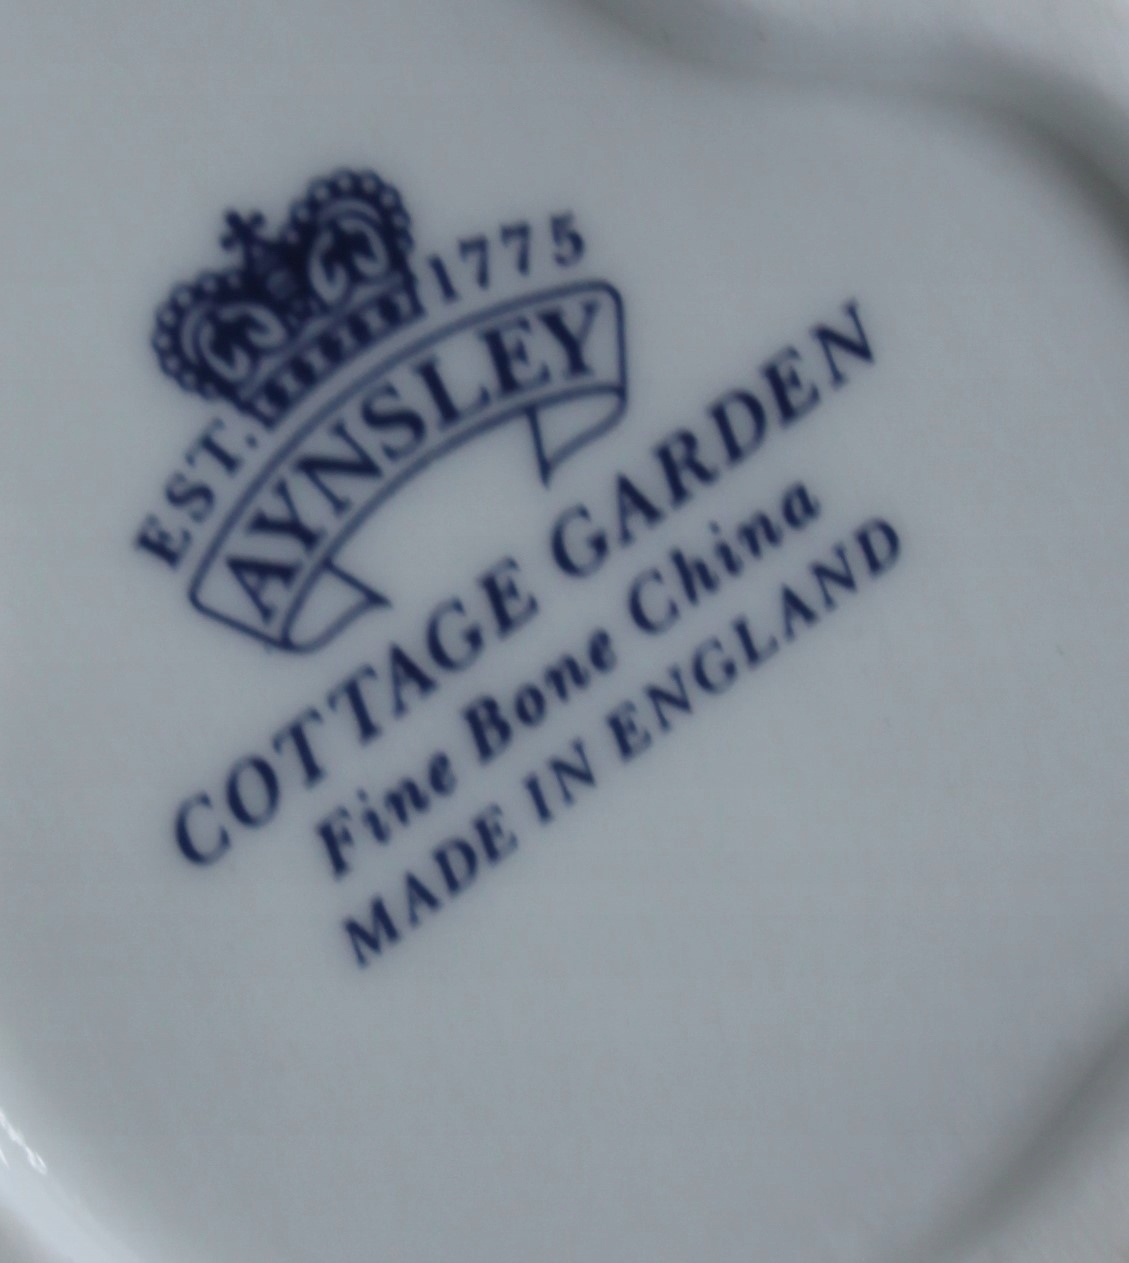 EST. 1775
AYNSLEY
COTTAGE GARDEN
Fine Bone China
MADE IN ENGLAND